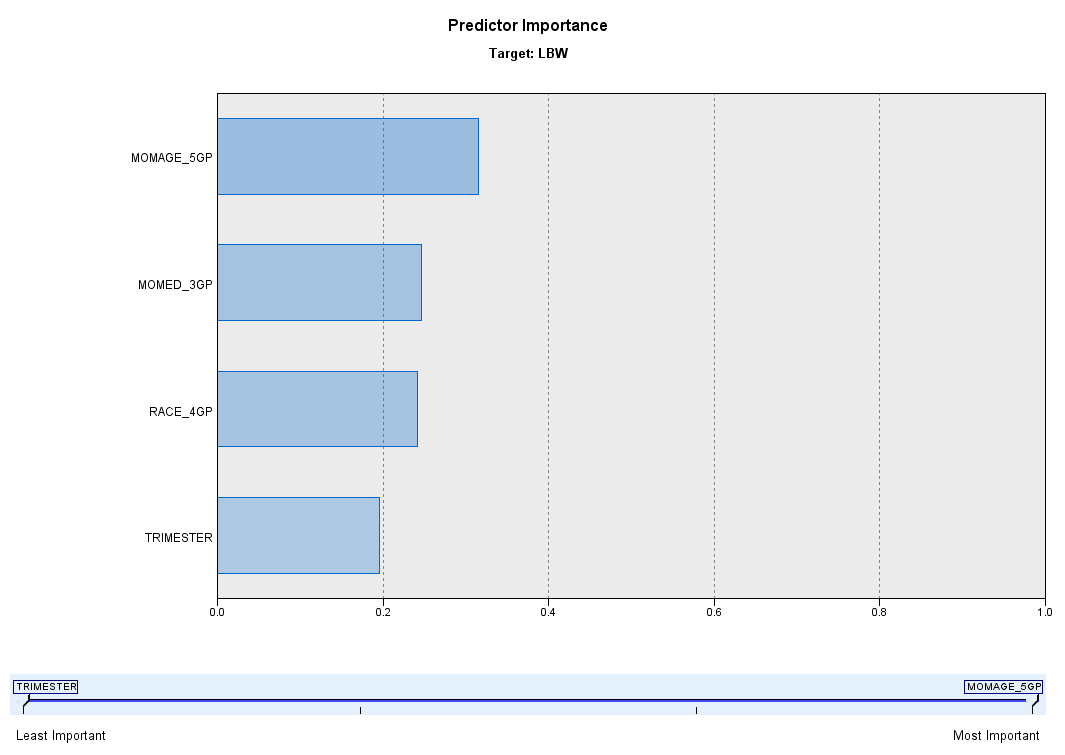 Predictor Importance
Target: LBW
MOMAGE_5GP
MOMED_3GP
RACE_4GP
TRIMESTER
0.0 0.2 0.4 0.6 0.8 1.0
TRIMESTER MOMAGE_5GP
Least Important Most Important